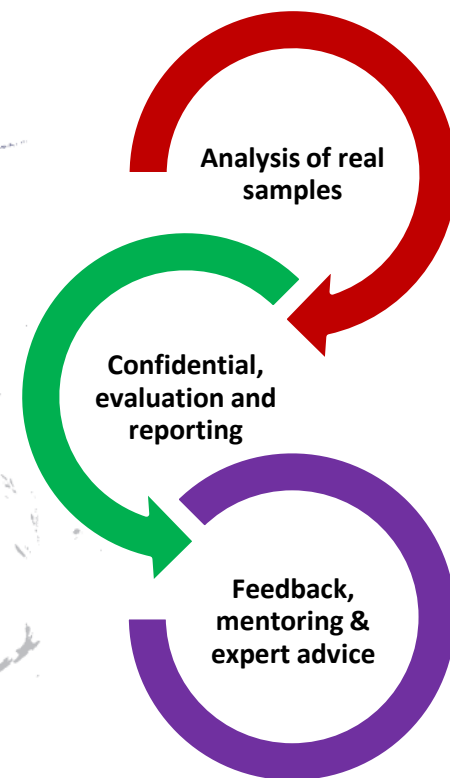 Analysis of real
samples
Confidential,
evaluation and
reporting
Feedback,
mentoring &
expert advice